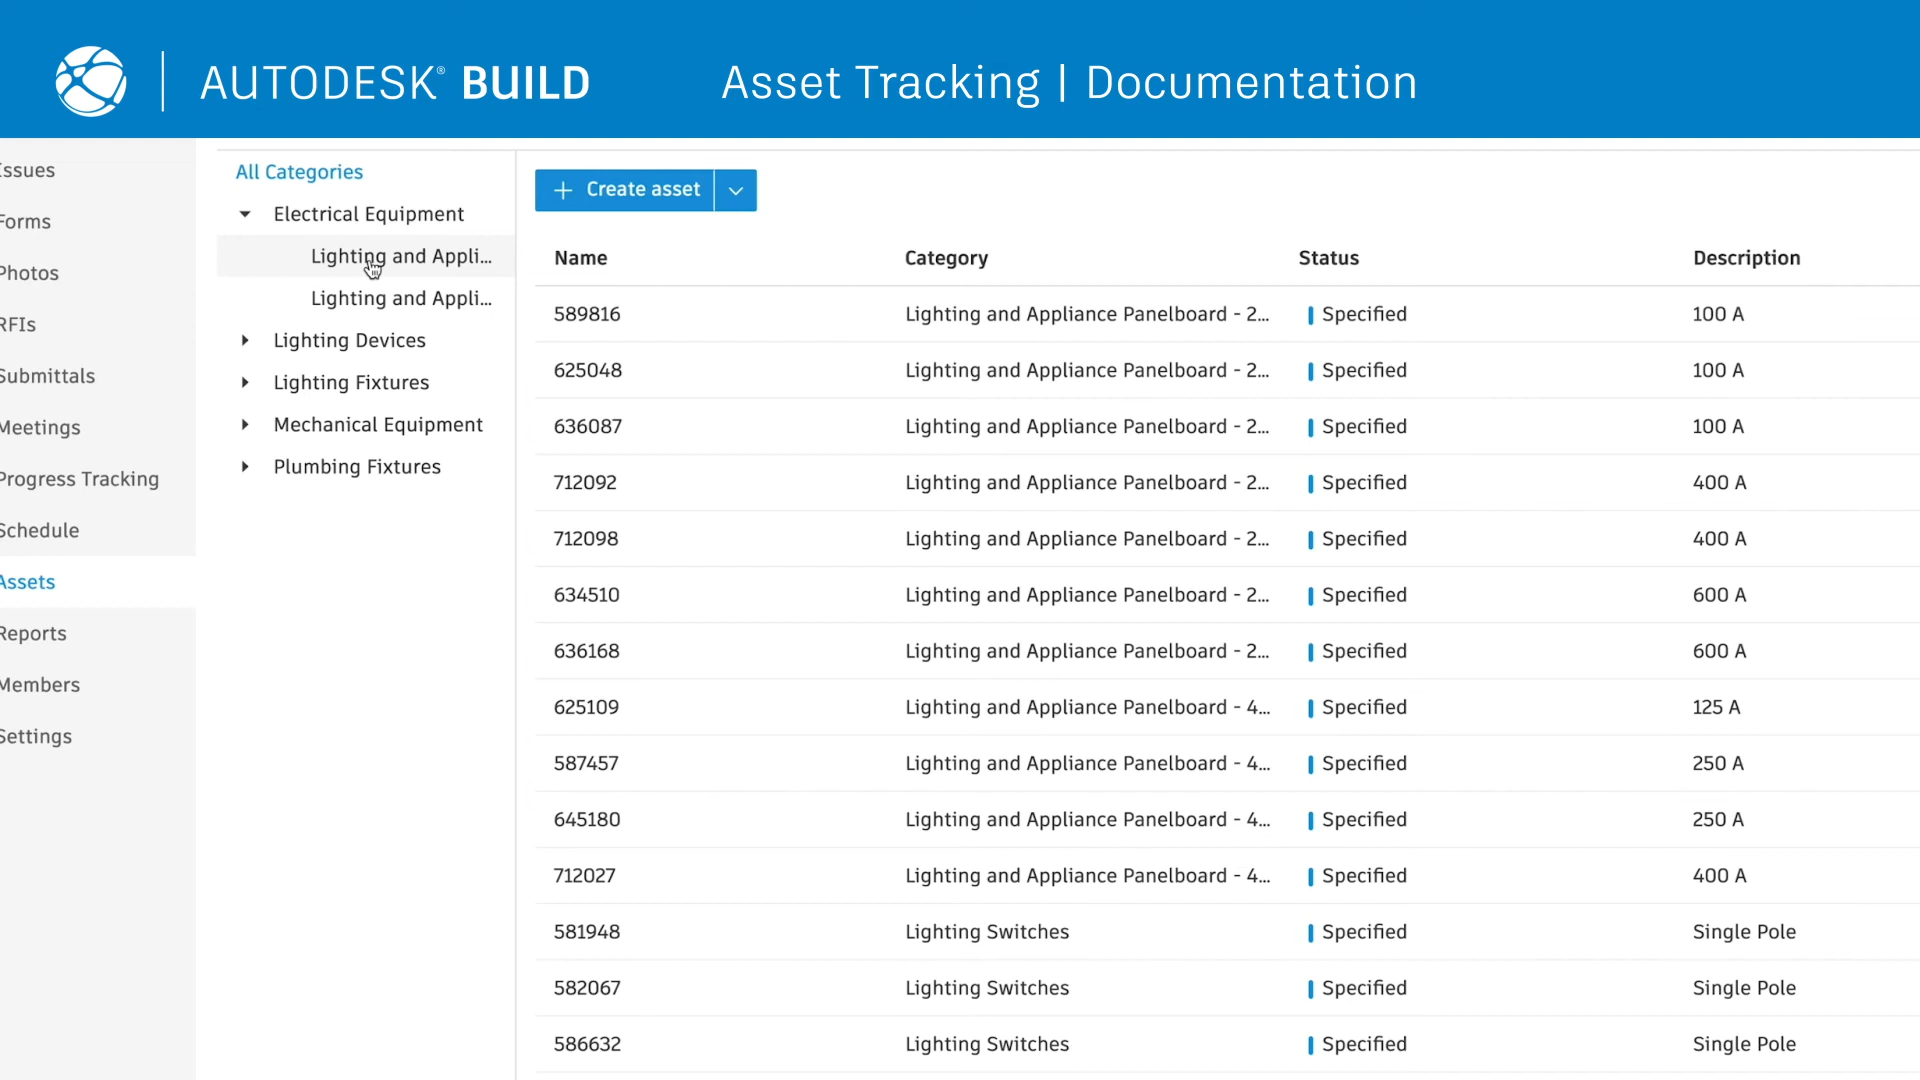 AUTODESK® BUILD
Asset Tracking | Documentation
Issues
Forms
Photos
RFIs
Submittals
Meetings
Progress Tracking
Schedule
Assets
Reports
Members
Settings
All Categories
Electrical Equipment
Lighting and Appli...
Lighting and Appli...
Lighting Devices
Lighting Fixtures
Mechanical Equipment
Plumbing Fixtures
+ Create asset
Name Category Status Description
589816 Lighting and Appliance Panelboard - 2... Specified 100 A
625048 Lighting and Appliance Panelboard - 2... Specified 100 A
636087 Lighting and Appliance Panelboard - 2... Specified 100 A
712092 Lighting and Appliance Panelboard - 2... Specified 400 A
712098 Lighting and Appliance Panelboard - 2... Specified 400 A
634510 Lighting and Appliance Panelboard - 2... Specified 600 A
636168 Lighting and Appliance Panelboard - 2... Specified 600 A
625109 Lighting and Appliance Panelboard - 4... Specified 125 A
587457 Lighting and Appliance Panelboard - 4... Specified 250 A
645180 Lighting and Appliance Panelboard - 4... Specified 250 A
712027 Lighting and Appliance Panelboard - 4... Specified 400 A
581948 Lighting Switches Specified Single Pole
582067 Lighting Switches Specified Single Pole
586632 Lighting Switches Specified Single Pole